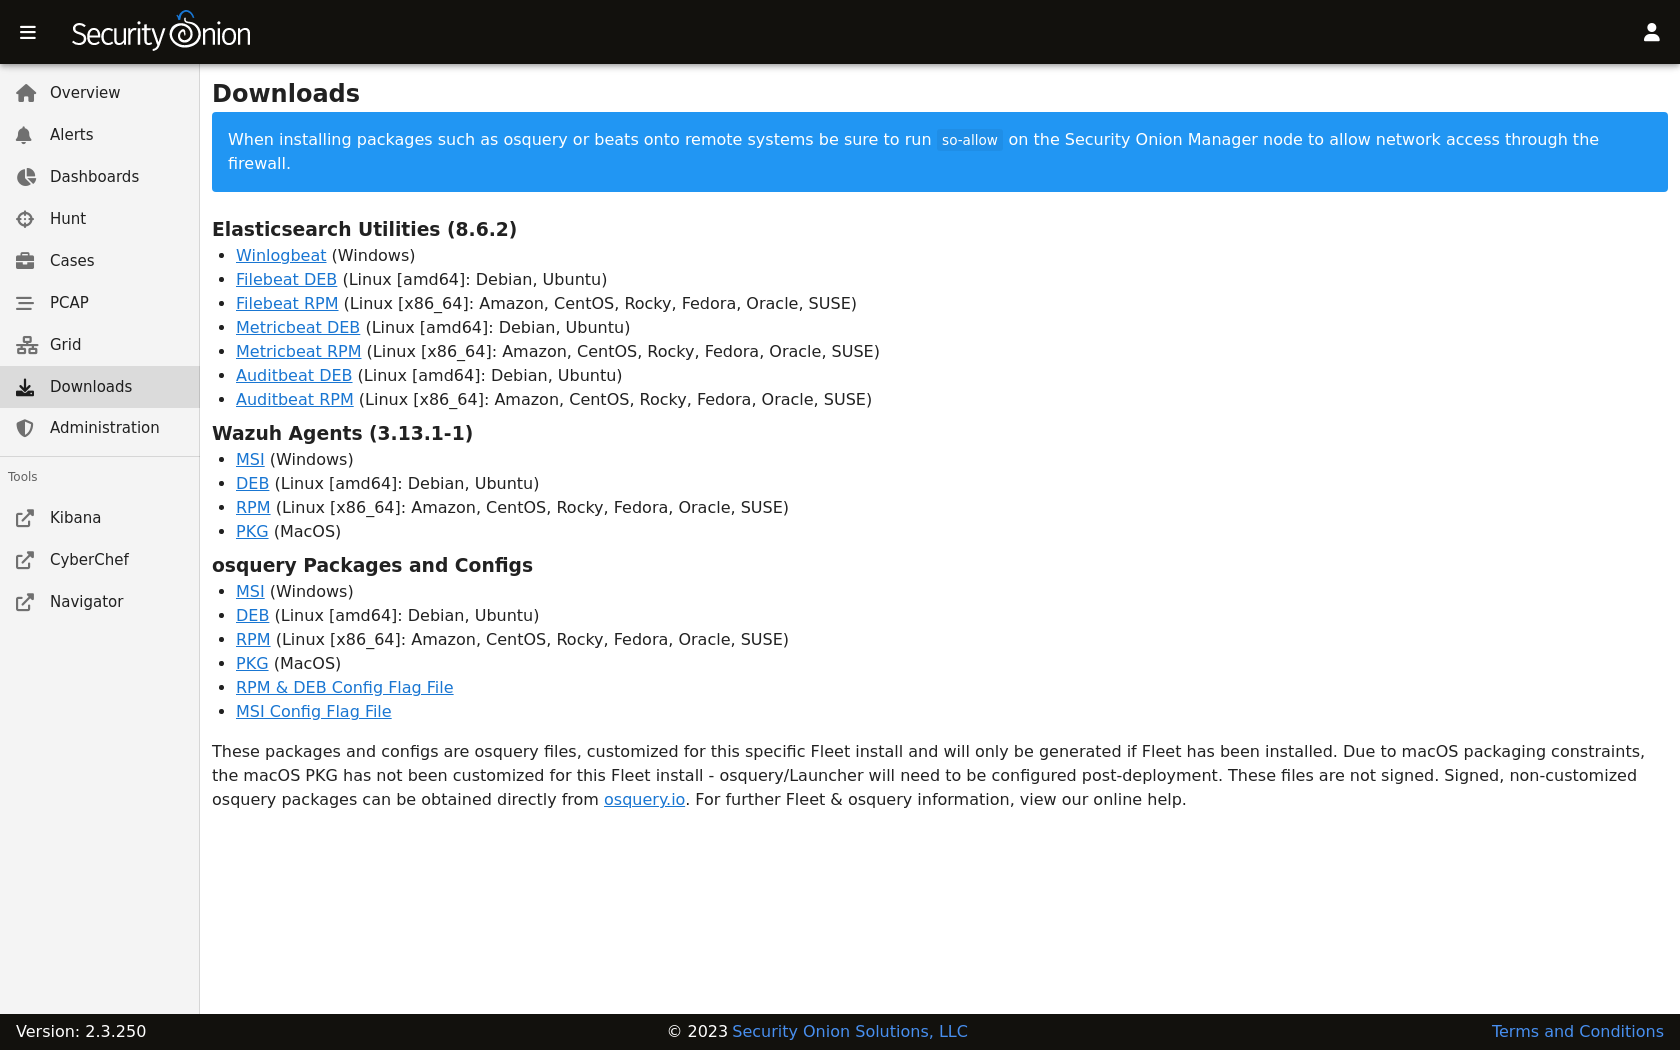 Security Onion
Overview
Alerts
Dashboards
Hunt
Cases
PCAP
Grid
Downloads
Administration
Tools
Kibana
CyberChef
Navigator
Downloads
When installing packages such as osquery or beats onto remote systems be sure to run so-allow on the Security Onion Manager node to allow network access through the
firewall.
Elasticsearch Utilities (8.6.2)
• Winlogbeat (Windows)
• Filebeat DEB (Linux [amd64]: Debian, Ubuntu)
• Filebeat RPM (Linux [x86_64]: Amazon, CentOS, Rocky, Fedora, Oracle, SUSE)
• Metricbeat DEB (Linux [amd64]: Debian, Ubuntu)
• Metricbeat RPM (Linux [x86_64]: Amazon, CentOS, Rocky, Fedora, Oracle, SUSE)
• Auditbeat DEB (Linux [amd64]: Debian, Ubuntu)
• Auditbeat RPM (Linux [x86_64]: Amazon, CentOS, Rocky, Fedora, Oracle, SUSE)
Wazuh Agents (3.13.1-1)
• MSI (Windows)
• DEB (Linux [amd64]: Debian, Ubuntu)
• RPM (Linux [x86_64]: Amazon, CentOS, Rocky, Fedora, Oracle, SUSE)
• PKG (MacOS)
osquery Packages and Configs
• MSI (Windows)
• DEB (Linux [amd64]: Debian, Ubuntu)
• RPM (Linux [x86_64]: Amazon, CentOS, Rocky, Fedora, Oracle, SUSE)
• PKG (MacOS)
• RPM & DEB Config Flag File
• MSI Config Flag File
These packages and configs are osquery files, customized for this specific Fleet install and will only be generated if Fleet has been installed. Due to macOS packaging constraints,
the macOS PKG has not been customized for this Fleet install - osquery/Launcher will need to be configured post-deployment. These files are not signed. Signed, non-customized
osquery packages can be obtained directly from osquery.io. For further Fleet & osquery information, view our online help.
Version: 2.3.250
© 2023 Security Onion Solutions, LLC
Terms and Conditions